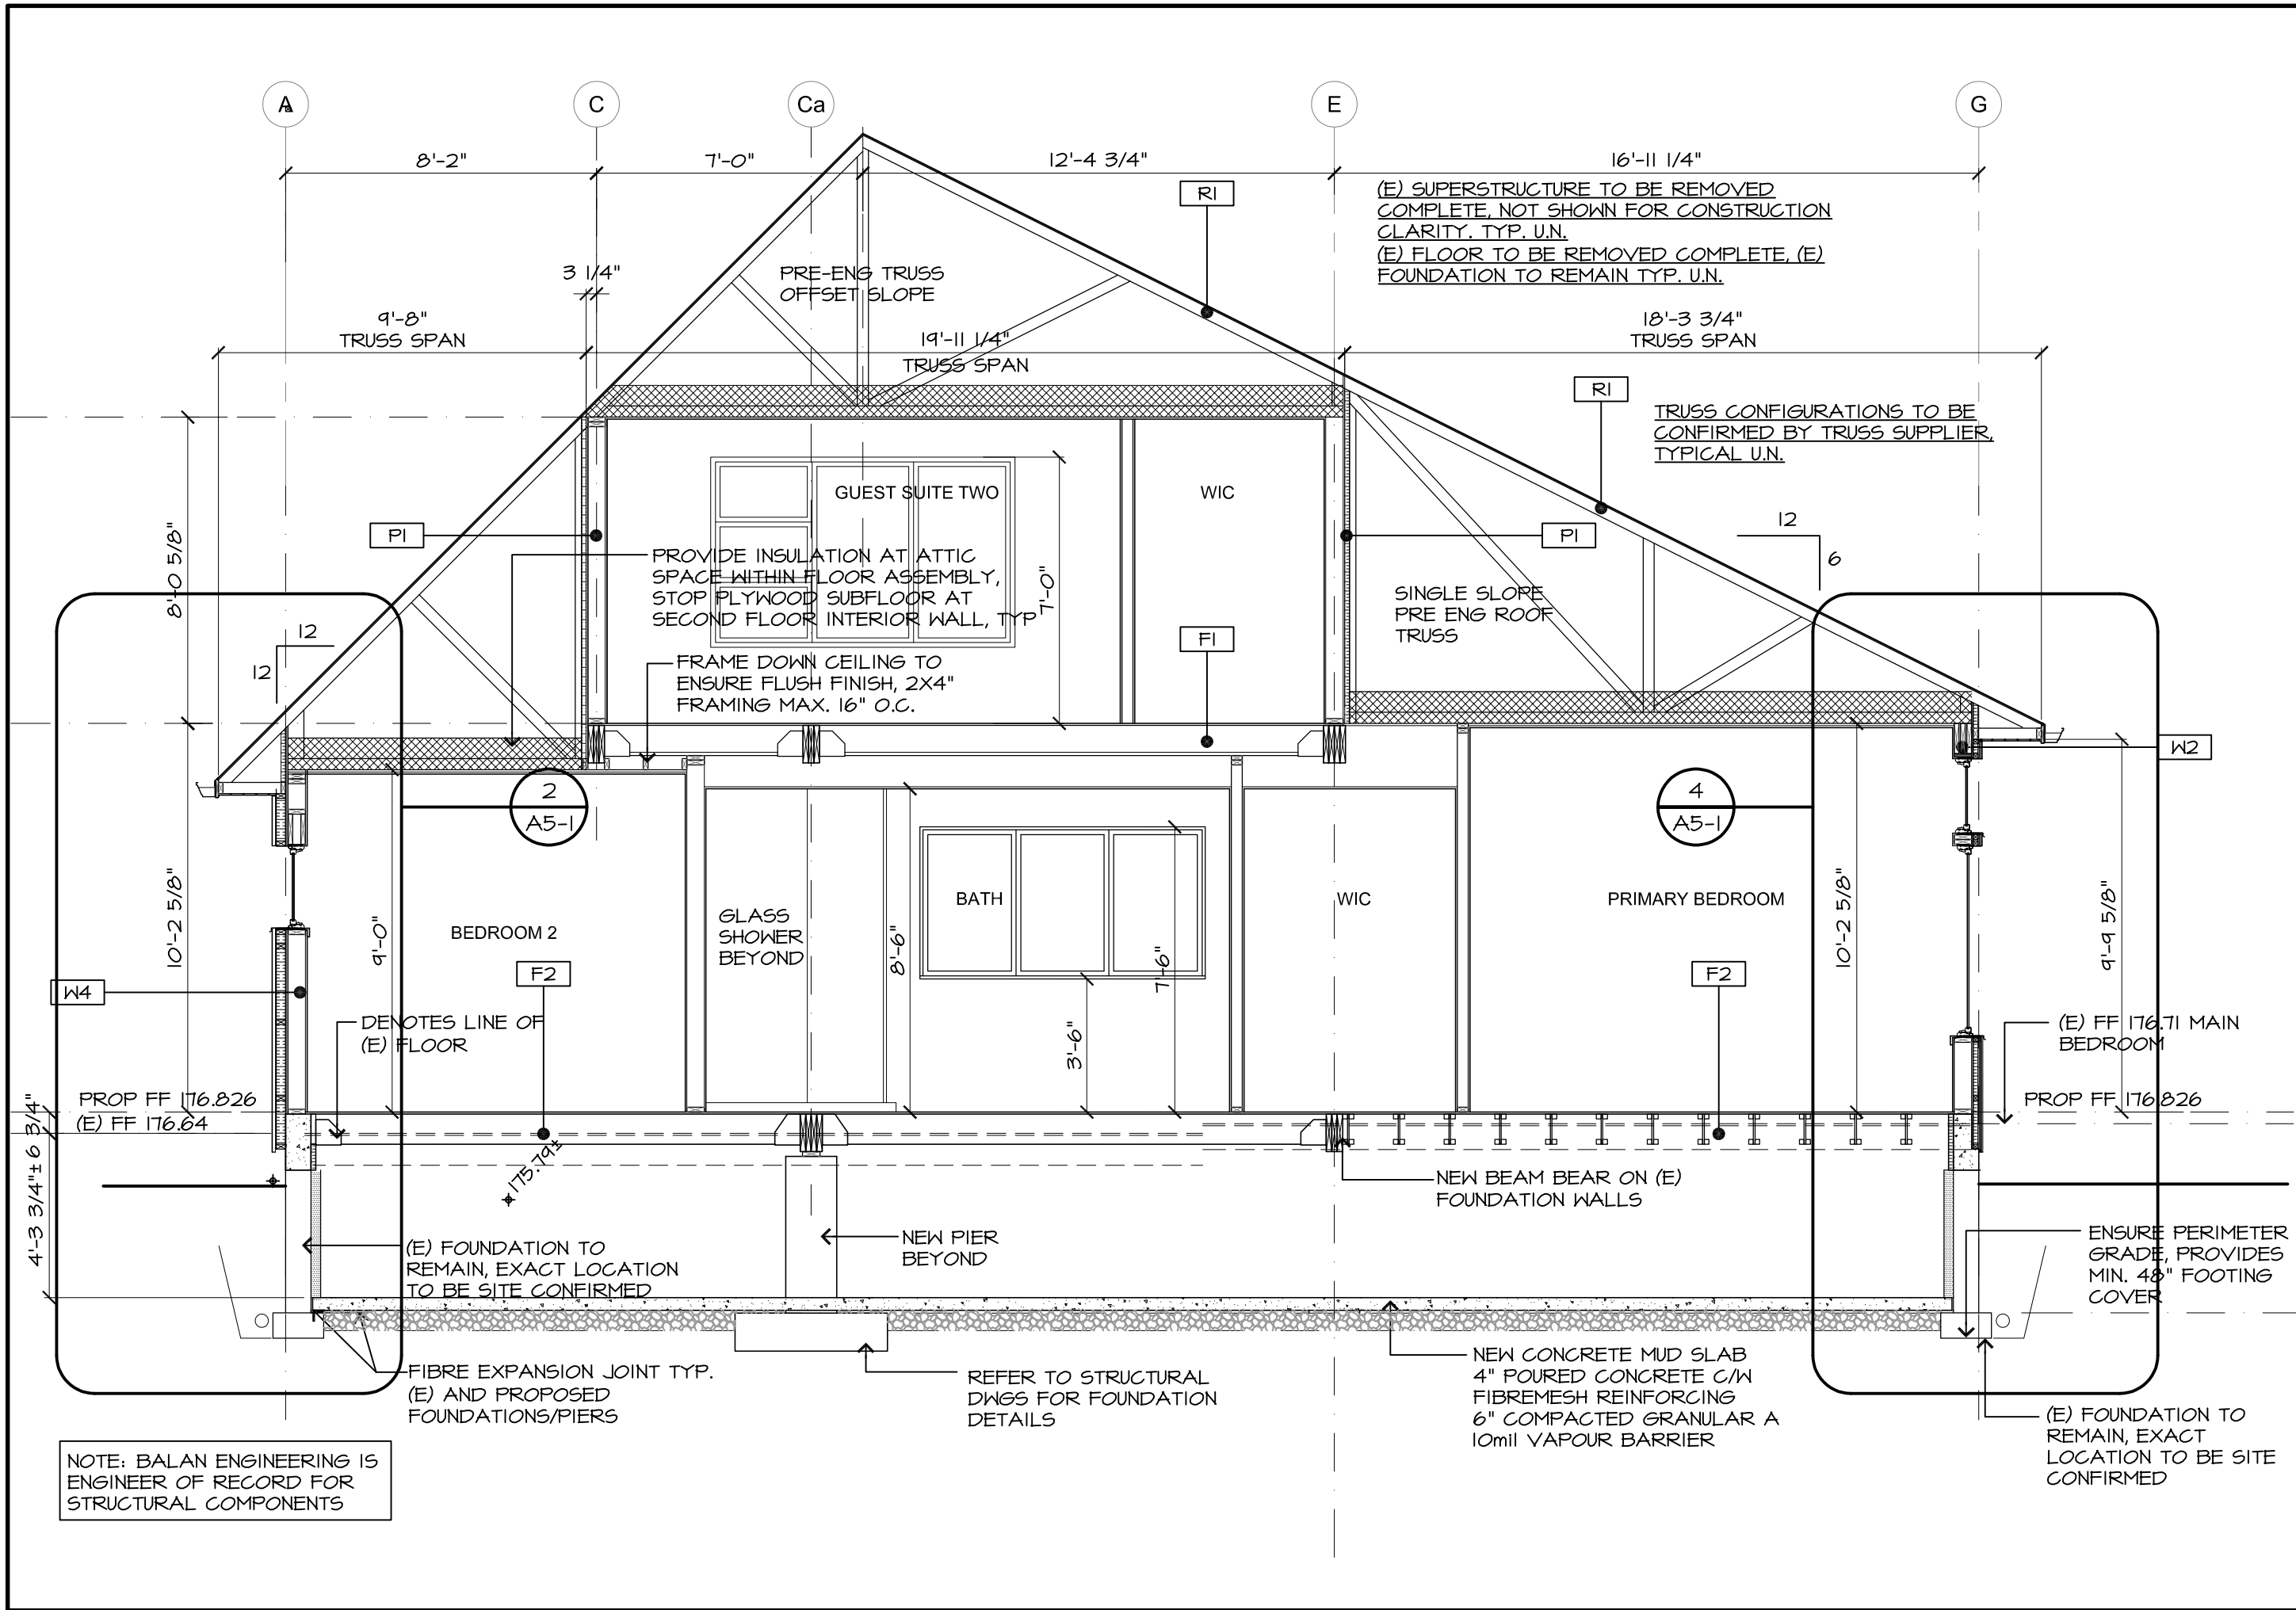 A
C
Ca
E
G
8'-2"
7'-0"
12'-4 3/4"
16'-11 1/4"
R1
(E) SUPERSTRUCTURE TO BE REMOVED
COMPLETE, NOT SHOWN FOR CONSTRUCTION
CLARITY. TYP. U.N.
(E) FLOOR TO BE REMOVED COMPLETE, (E)
FOUNDATION TO REMAIN TYP. U.N.
3 1/4"
PRE-ENG TRUSS
OFFSET SLOPE
9'-8"
TRUSS SPAN
19'-11 1/4"
TRUSS SPAN
18'-3 3/4"
TRUSS SPAN
R1
TRUSS CONFIGURATIONS TO BE
CONFIRMED BY TRUSS SUPPLIER,
TYPICAL U.N.
GUEST SUITE TWO
WIC
P1
P1
12
6
8'-0 5/8"
PROVIDE INSULATION AT ATTIC
SPACE WITHIN FLOOR ASSEMBLY,
STOP PLYWOOD SUBFLOOR AT
SECOND FLOOR INTERIOR WALL, TYP
7'-0"
SINGLE SLOPE
PRE ENG ROOF
TRUSS
12
12
F1
FRAME DOWN CEILING TO
ENSURE FLUSH FINISH, 2X4"
FRAMING MAX. 16" O.C.
W2
2
A5-1
4
A5-1
10'-2 5/8"
9'-0"
BEDROOM 2
GLASS
SHOWER
BEYOND
8'-6"
BATH
7'-6"
3'-6"
WIC
PRIMARY BEDROOM
10'-2 5/8"
9'-9 5/8"
W4
F2
F2
DENOTES LINE OF
(E) FLOOR
(E) FF 176.71 MAIN
BEDROOM
PROP FF 176.826
(E) FF 176.64
PROP FF 176.826
6 3/4"
4'-3 3/4"±
175.79±
NEW BEAM BEAR ON (E)
FOUNDATION WALLS
(E) FOUNDATION TO
REMAIN, EXACT LOCATION
TO BE SITE CONFIRMED
NEW PIER
BEYOND
ENSURE PERIMETER
GRADE, PROVIDES
MIN. 48" FOOTING
COVER
FIBRE EXPANSION JOINT TYP.
(E) AND PROPOSED
FOUNDATIONS/PIERS
REFER TO STRUCTURAL
DWGS FOR FOUNDATION
DETAILS
NEW CONCRETE MUD SLAB
4" POURED CONCRETE C/W
FIBREMESH REINFORCING
6" COMPACTED GRANULAR A
10mil VAPOUR BARRIER
(E) FOUNDATION TO
REMAIN, EXACT
LOCATION TO BE SITE
CONFIRMED
NOTE: BALAN ENGINEERING IS
ENGINEER OF RECORD FOR
STRUCTURAL COMPONENTS